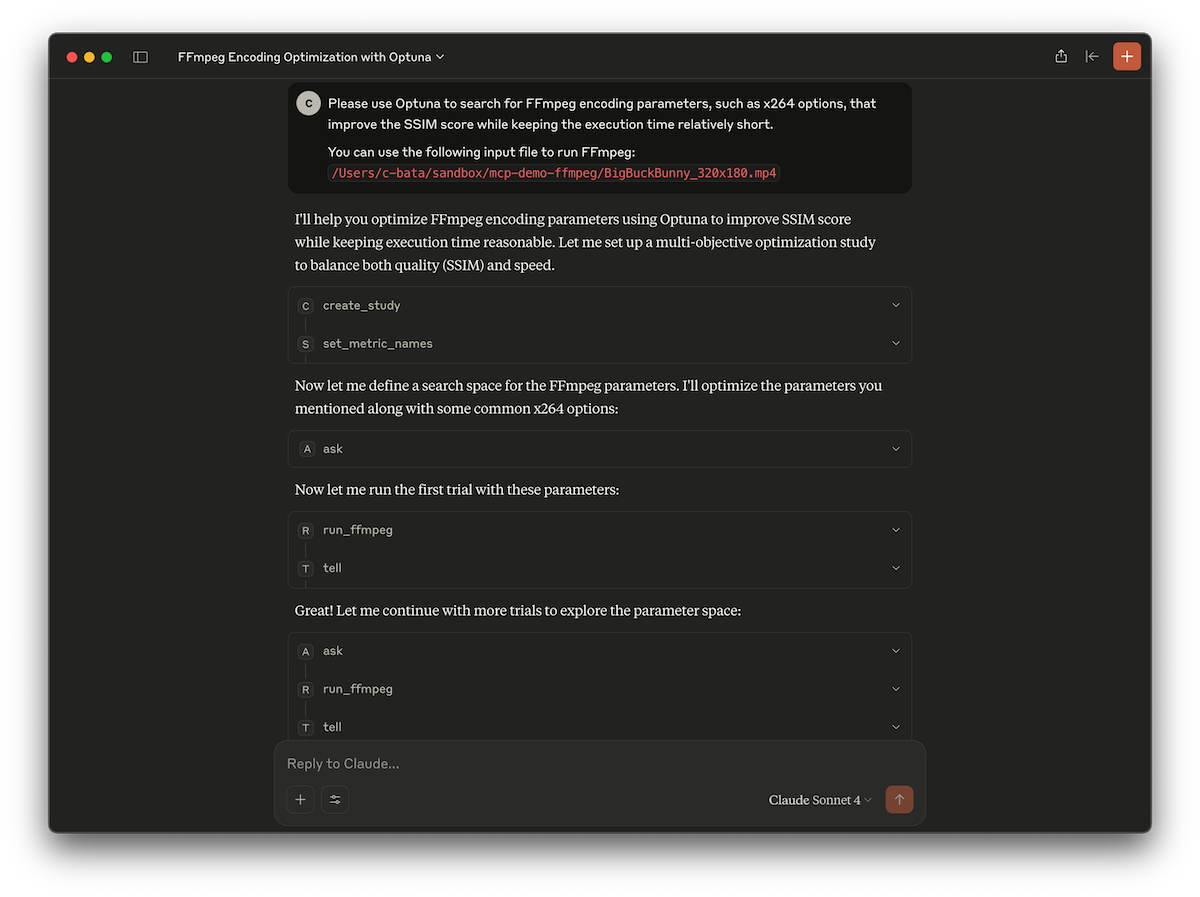 FFmpeg Encoding Optimization with Optuna
C
Please use Optuna to search for FFmpeg encoding parameters, such as x264 options, that
improve the SSIM score while keeping the execution time relatively short.
You can use the following input file to run FFmpeg:
/Users/c-bata/sandbox/mcp-demo-ffmpeg/BigBuckBunny_320x180.mp4
I'll help you optimize FFmpeg encoding parameters using Optuna to improve SSIM score
while keeping execution time reasonable. Let me set up a multi-objective optimization study
to balance both quality (SSIM) and speed.
C create_study
S set_metric_names
Now let me define a search space for the FFmpeg parameters. I'll optimize the parameters you
mentioned along with some common x264 options:
A ask
Now let me run the first trial with these parameters:
R run_ffmpeg
T tell
Great! Let me continue with more trials to explore the parameter space:
A ask
R run_ffmpeg
T tell
Reply to Claude...
Claude Sonnet 4